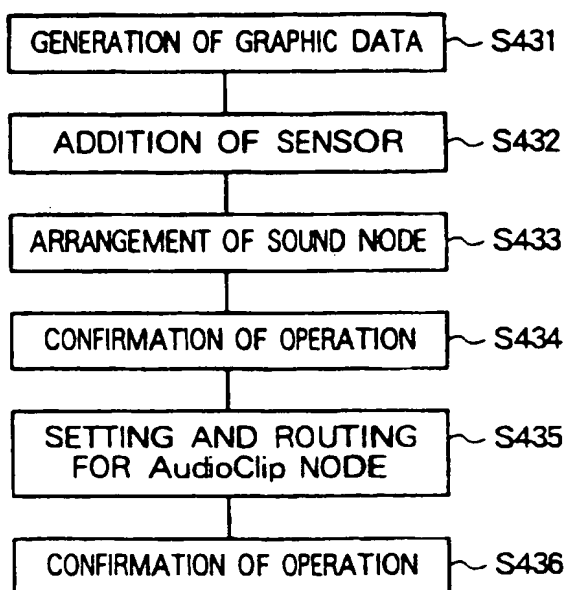 GENERATION OF GRAPHIC DATA S431
ADDITION OF SENSOR S432
ARRANGEMENT OF SOUND NODE S433
CONFIRMATION OF OPERATION S434
SETTING AND ROUTING S435
FOR AudioClip NODE
CONFIRMATION OF OPERATION S436